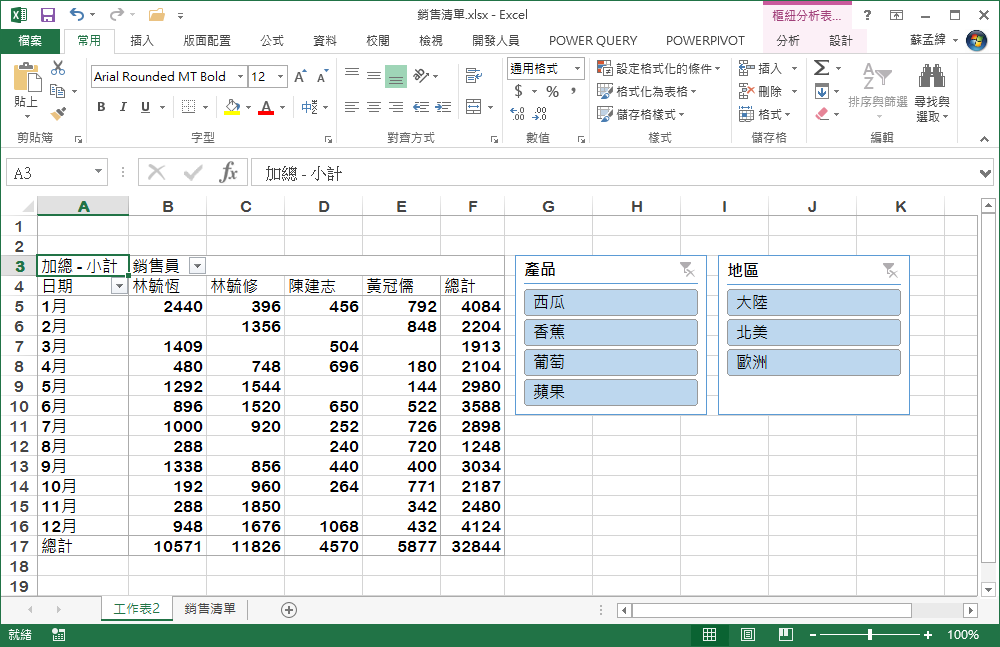 銷售清單.xlsx - Excel
樞紐分析表...
檔案 常用 插入 版面配置 公式 資料 校閱 檢視 開發人員 POWER QUERY POWERPIVOT 分析 設計 蘇孟緯
貼上
Arial Rounded MT Bold 12
通用格式
設定格式化的條件
格式化為表格
儲存格樣式
插入
刪除
格式
排序與篩選
尋找與
選取
剪貼簿 字型 對齊方式 數值 樣式 儲存格 編輯
A3 加總 - 小計
A B C D E F G H I J K
1
2
3 加總 - 小計 銷售員
4 日期 林毓恆 林毓修 陳建志 黃冠儒 總計
5 1月 2440 396 456 792 4084
6 2月 1356 848 2204
7 3月 1409 504 1913
8 4月 480 748 696 180 2104
9 5月 1292 1544 144 2980
10 6月 896 1520 650 522 3588
11 7月 1000 920 252 726 2898
12 8月 288 240 720 1248
13 9月 1338 856 440 400 3034
14 10月 192 960 264 771 2187
15 11月 288 1850 342 2480
16 12月 948 1676 1068 432 4124
17 總計 10571 11826 4570 5877 32844
18
19
產品
西瓜
香蕉
葡萄
蘋果
地區
大陸
北美
歐洲
工作表2 銷售清單
就緒 100%